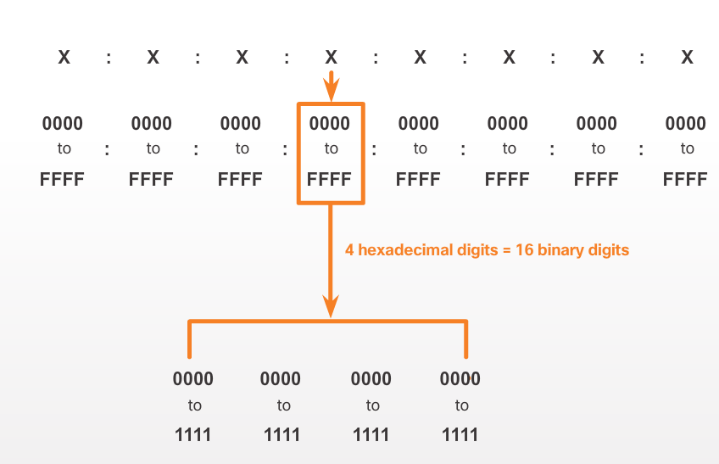 X : X : X : X : X : X : X : X
0000 0000 0000 0000 0000 0000 0000 0000
to : to : to : to : to : to : to : to
FFFF FFFF FFFF FFFF FFFF FFFF FFFF FFFF
4 hexadecimal digits = 16 binary digits
0000 0000 0000 0000
to to to to
1111 1111 1111 1111